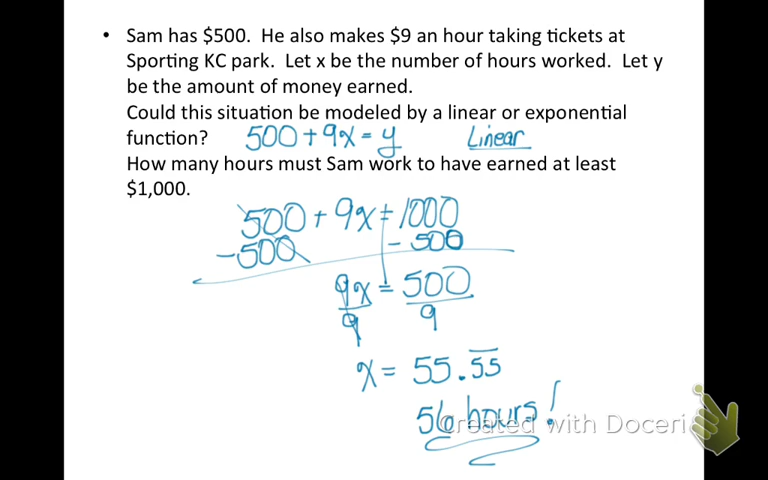 • Sam has $500. He also makes $9 an hour taking tickets at
Sporting KC park. Let x be the number of hours worked. Let y
be the amount of money earned.
Could this situation be modeled by a linear or exponential
function? 500 + 9x = y Linear
How many hours must Sam work to have earned at least
$1,000.
500 + 9x = 1000
-500 - 500
9x = 500
9 9
x = 55.5̅5̅
56 hours!
Created with Doceri